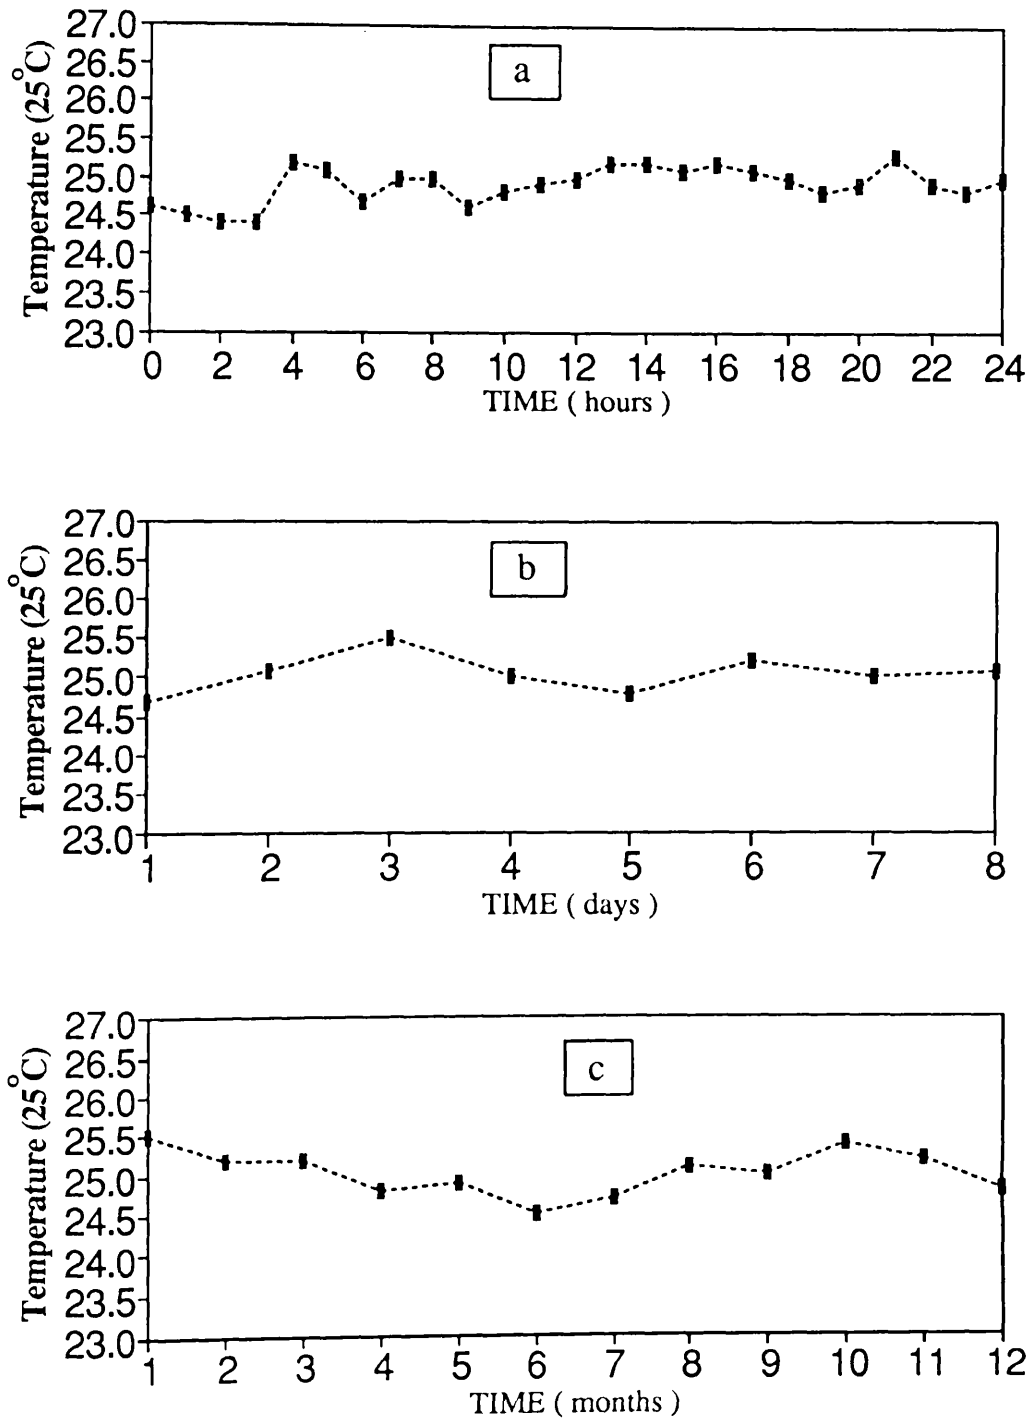 27.0
26.5
26.0
25.5
25.0
24.5
24.0
23.5
23.0
Temperature (25°C)
a
0 2 4 6 8 10 12 14 16 18 20 22 24
TIME ( hours )
27.0
26.5
26.0
25.5
25.0
24.5
24.0
23.5
23.0
Temperature (25°C)
b
1 2 3 4 5 6 7 8
TIME ( days )
27.0
26.5
26.0
25.5
25.0
24.5
24.0
23.5
23.0
Temperature (25°C)
c
1 2 3 4 5 6 7 8 9 10 11 12
TIME ( months )